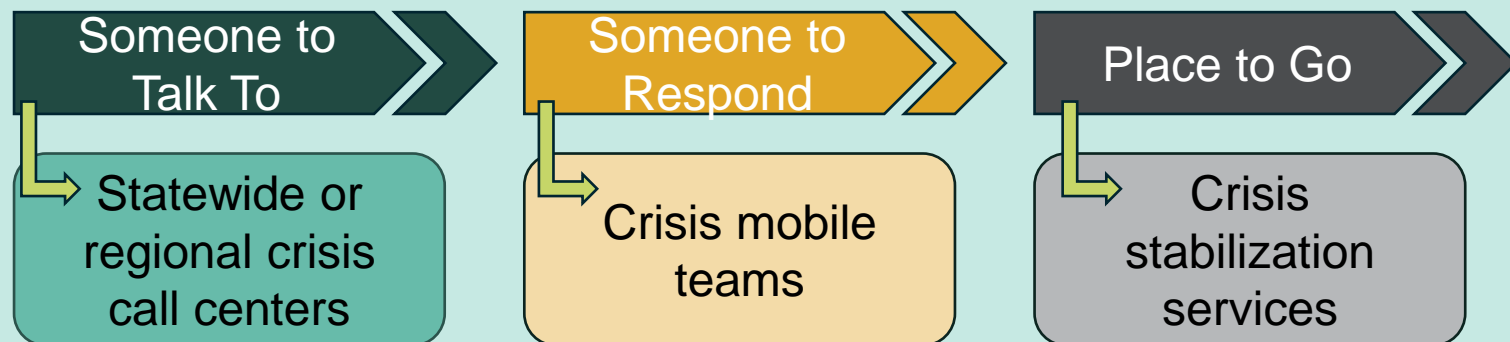 Someone to
Talk To
Someone to
Respond
Place to Go
Statewide or
regional crisis
call centers
Crisis mobile
teams
Crisis
stabilization
services